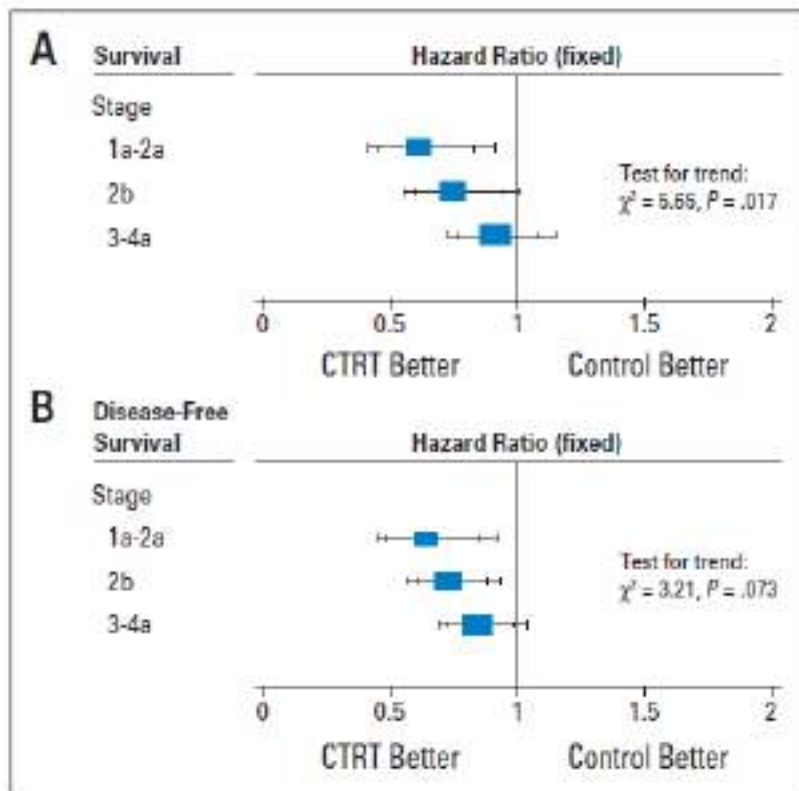 A Survival Hazard Ratio (fixed)
Stage
1a-2a
2b
3-4a
Test for trend:
χ² = 5.65, P = .017
0 0.5 1 1.5 2
CTRT Better Control Better
B Disease-Free
Survival Hazard Ratio (fixed)
Stage
1a-2a
2b
3-4a
Test for trend:
χ² = 3.21, P = .073
0 0.5 1 1.5 2
CTRT Better Control Better